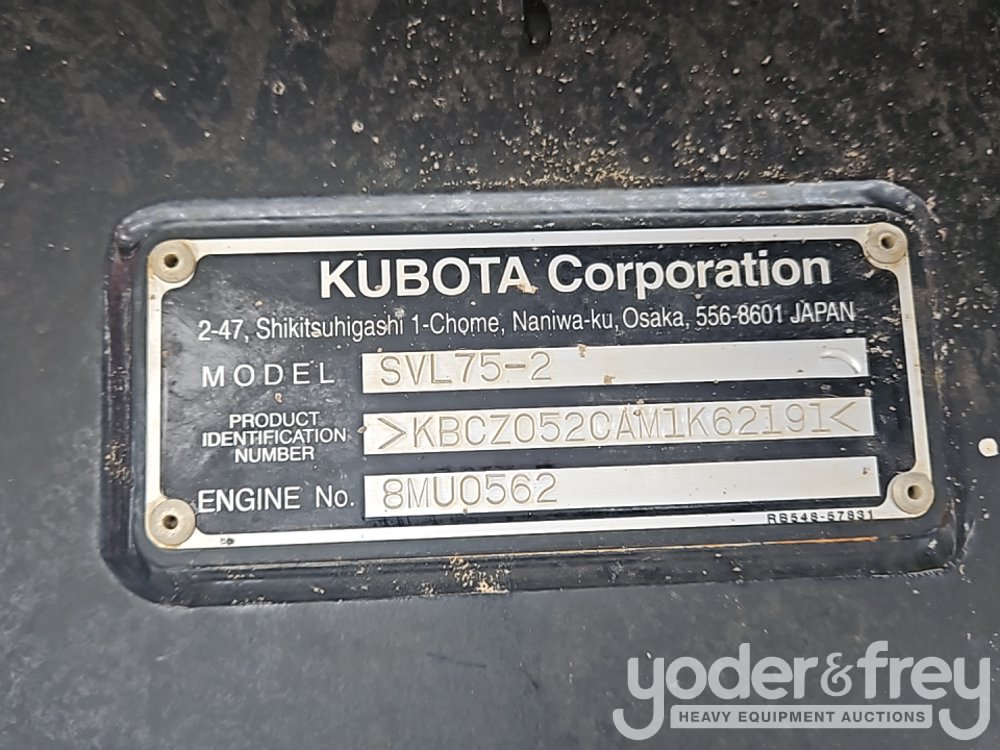 KUBOTA Corporation
2-47, Shikitsuhigashi 1-Chome, Naniwa-ku, Osaka, 556-8601 JAPAN
MODEL SVL75-2
PRODUCT
IDENTIFICATION
NUMBER >KBCZ052CAM1K62191<
ENGINE No. 8MU0562
RB548-57831
yoder&frey
HEAVY EQUIPMENT AUCTIONS